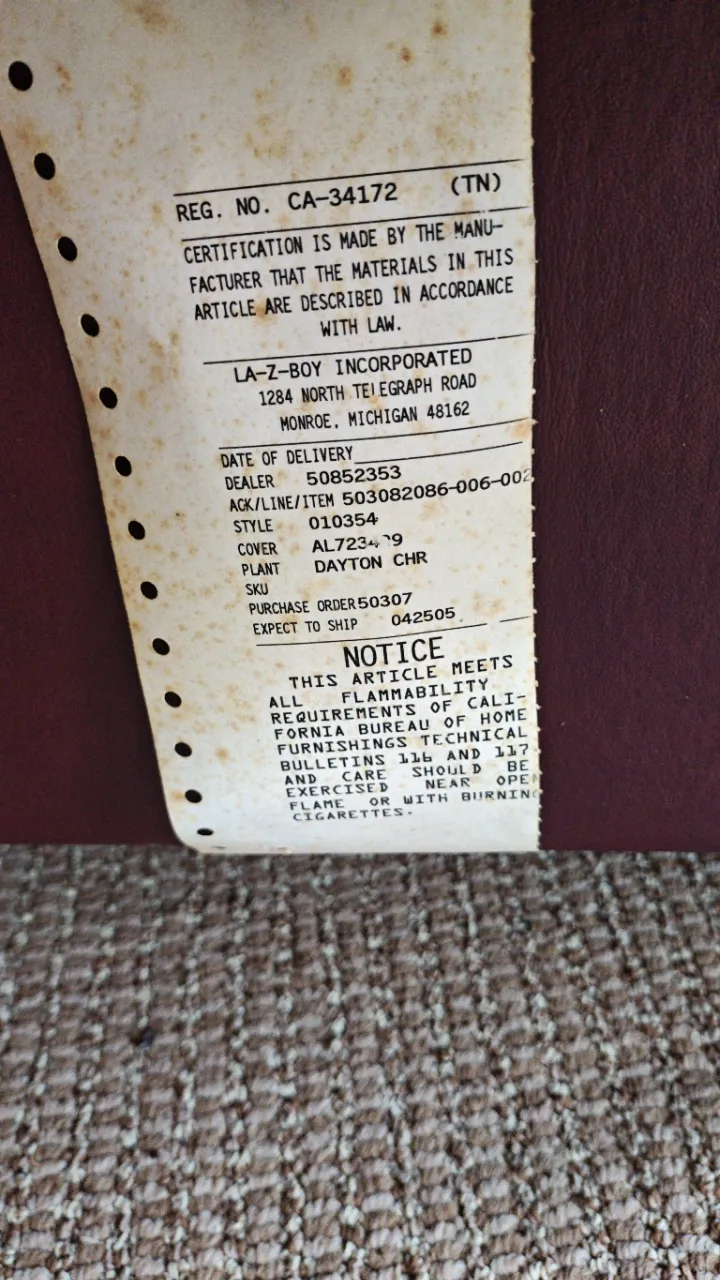 REG. NO. CA-34172 (TN)
CERTIFICATION IS MADE BY THE MANU-
FACTURER THAT THE MATERIALS IN THIS
ARTICLE ARE DESCRIBED IN ACCORDANCE
WITH LAW.
LA-Z-BOY INCORPORATED
1284 NORTH TELEGRAPH ROAD
MONROE, MICHIGAN 48162
DATE OF DELIVERY
DEALER 50852353
ACK/LINE/ITEM 503082086-006-002
STYLE 010354
COVER
PLANT DAYTON CHR
SKU
PURCHASE ORDER 50307
EXPECT TO SHIP 042505
NOTICE
THIS ARTICLE MEETS
ALL FLAMMABILITY
REQUIREMENTS OF CALI-
FORNIA BUREAU OF HOME
FURNISHINGS TECHNICAL
BULLETINS 116 AND 117
AND CARE SHOULD BE
EXERCISED NEAR OPEN
FLAME OR WITH BURNING
CIGARETTES.